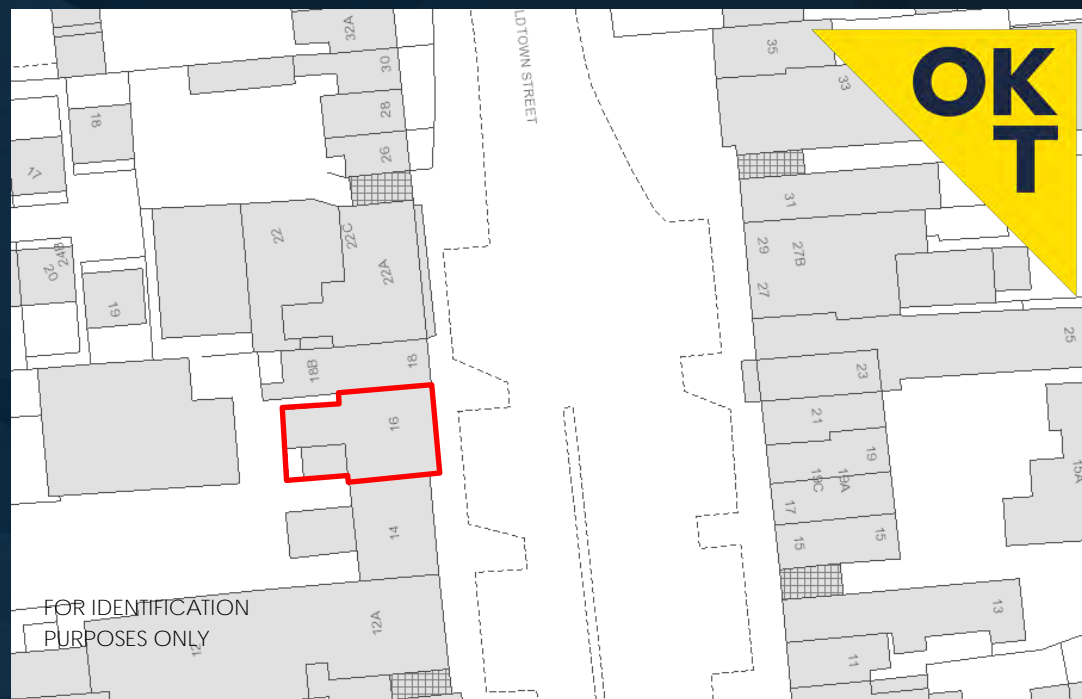 32A
30
28
26
18
17
24B
20
19
22
22C
22A
18B
18
16
14
12A
12
LDTOWN STREET
35
33
31
29
27B
27
25
23
21
19
19C
19A
17
15
15
15A
13
11
OK
T
FOR IDENTIFICATION
PURPOSES ONLY